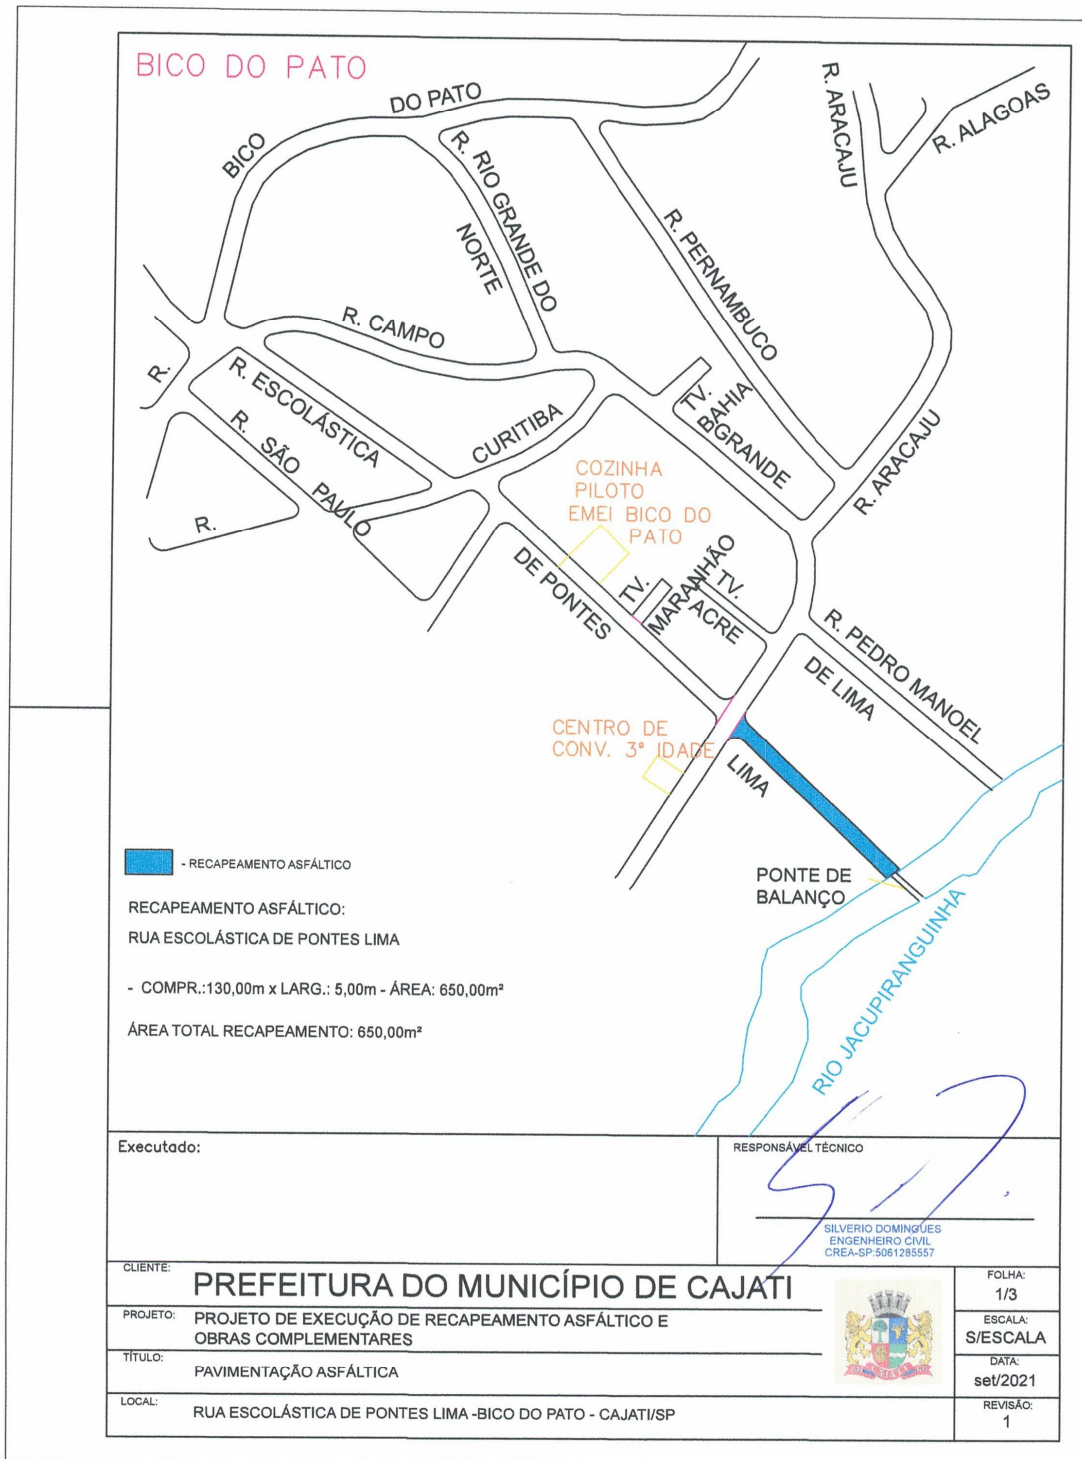 BICO DO PATO
BICO
DO PATO
R. RIO GRANDE DO
NORTE
R. PERNAMBUCO
R. ARACAJU
R. ALAGOAS
R. CAMPO
R.
R. ESCOLÁSTICA
R. SÃO PAULO
R.
CURITIBA
TV.
BAHIA
GRANDE
R. ARACAJU
COZINHA
PILOTO
EMEI BICO DO
PATO
DE PONTES
TV.
MARANHÃO
TV.
ACRE
R. PEDRO MANOEL
DE LIMA
CENTRO DE
CONV. 3ª IDADE
LIMA
PONTE DE
BALANÇO
RIO JACUPIRANGUINHA
- RECAPEAMENTO ASFÁLTICO
RECAPEAMENTO ASFÁLTICO:
RUA ESCOLÁSTICA DE PONTES LIMA
- COMPR.:130,00m x LARG.: 5,00m - ÁREA: 650,00m²
ÁREA TOTAL RECAPEAMENTO: 650,00m²
Executado:
RESPONSÁVEL TÉCNICO
SILVERIO DOMINGUES
ENGENHEIRO CIVIL
CREA-SP:5061285557
CLIENTE:
PREFEITURA DO MUNICÍPIO DE CAJATI
PROJETO:
PROJETO DE EXECUÇÃO DE RECAPEAMENTO ASFÁLTICO E
OBRAS COMPLEMENTARES
TÍTULO:
PAVIMENTAÇÃO ASFÁLTICA
LOCAL:
RUA ESCOLÁSTICA DE PONTES LIMA -BICO DO PATO - CAJATI/SP
CAJATI
FOLHA:
1/3
ESCALA:
S/ESCALA
DATA:
set/2021
REVISÃO:
1